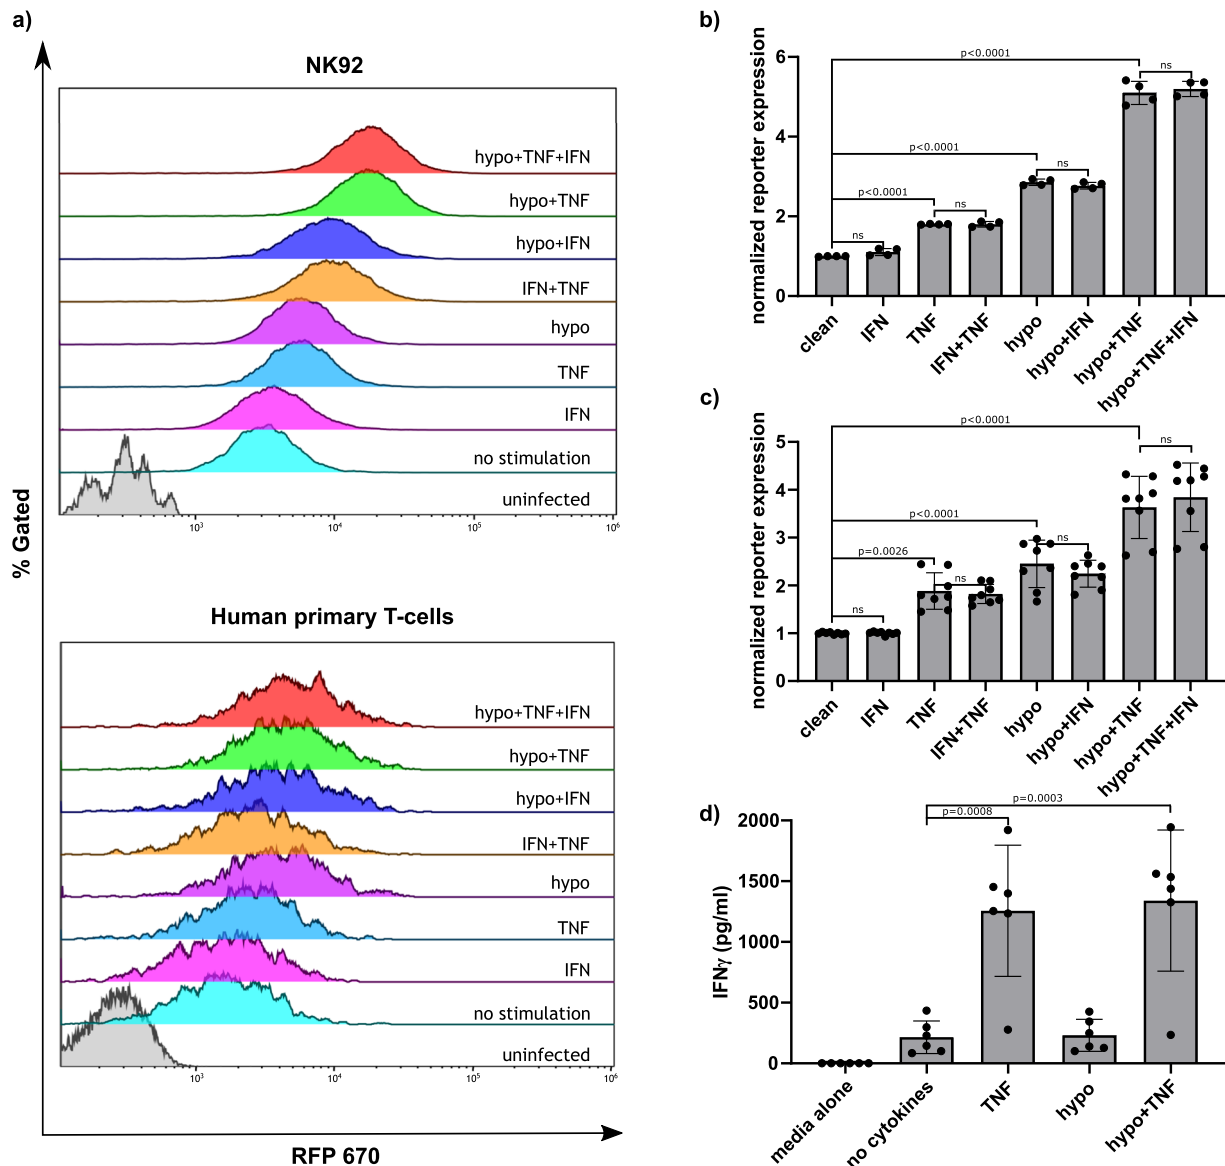 a)
NK92
hypo+TNF+IFN
hypo+TNF
hypo+IFN
IFN+TNF
hypo
TNF
IFN
no stimulation
uninfected
10³ 10⁴ 10⁵ 10⁶
% Gated
Human primary T-cells
hypo+TNF+IFN
hypo+TNF
hypo+IFN
IFN+TNF
hypo
TNF
IFN
no stimulation
uninfected
10³ 10⁴ 10⁵ 10⁶
RFP 670
b)
normalized reporter expression
6
4
2
0
p<0.0001
ns
p<0.0001
ns
p<0.0001
ns
ns
clean
IFN
TNF
IFN+TNF
hypo
hypo+IFN
hypo+TNF
hypo+TNF+IFN
c)
normalized reporter expression
5
4
3
2
1
0
p<0.0001
ns
p<0.0001
ns
p=0.0026
ns
ns
clean
IFN
TNF
IFN+TNF
hypo
hypo+IFN
hypo+TNF
hypo+TNF+IFN
d)
IFNγ (pg/ml)
2000
1500
1000
500
0
p=0.0003
p=0.0008
media alone
no cytokines
TNF
hypo
hypo+TNF